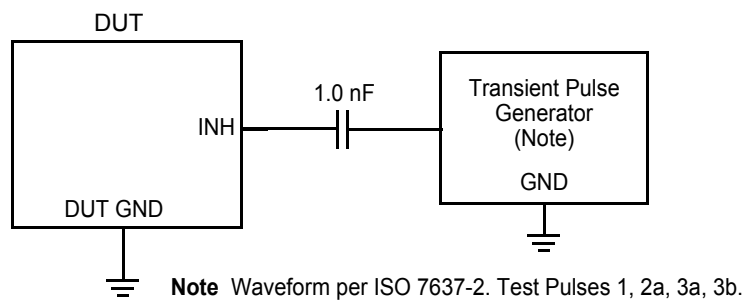 DUT
INH
DUT GND
1.0 nF
Transient Pulse
Generator
(Note)
GND
Note Waveform per ISO 7637-2. Test Pulses 1, 2a, 3a, 3b.